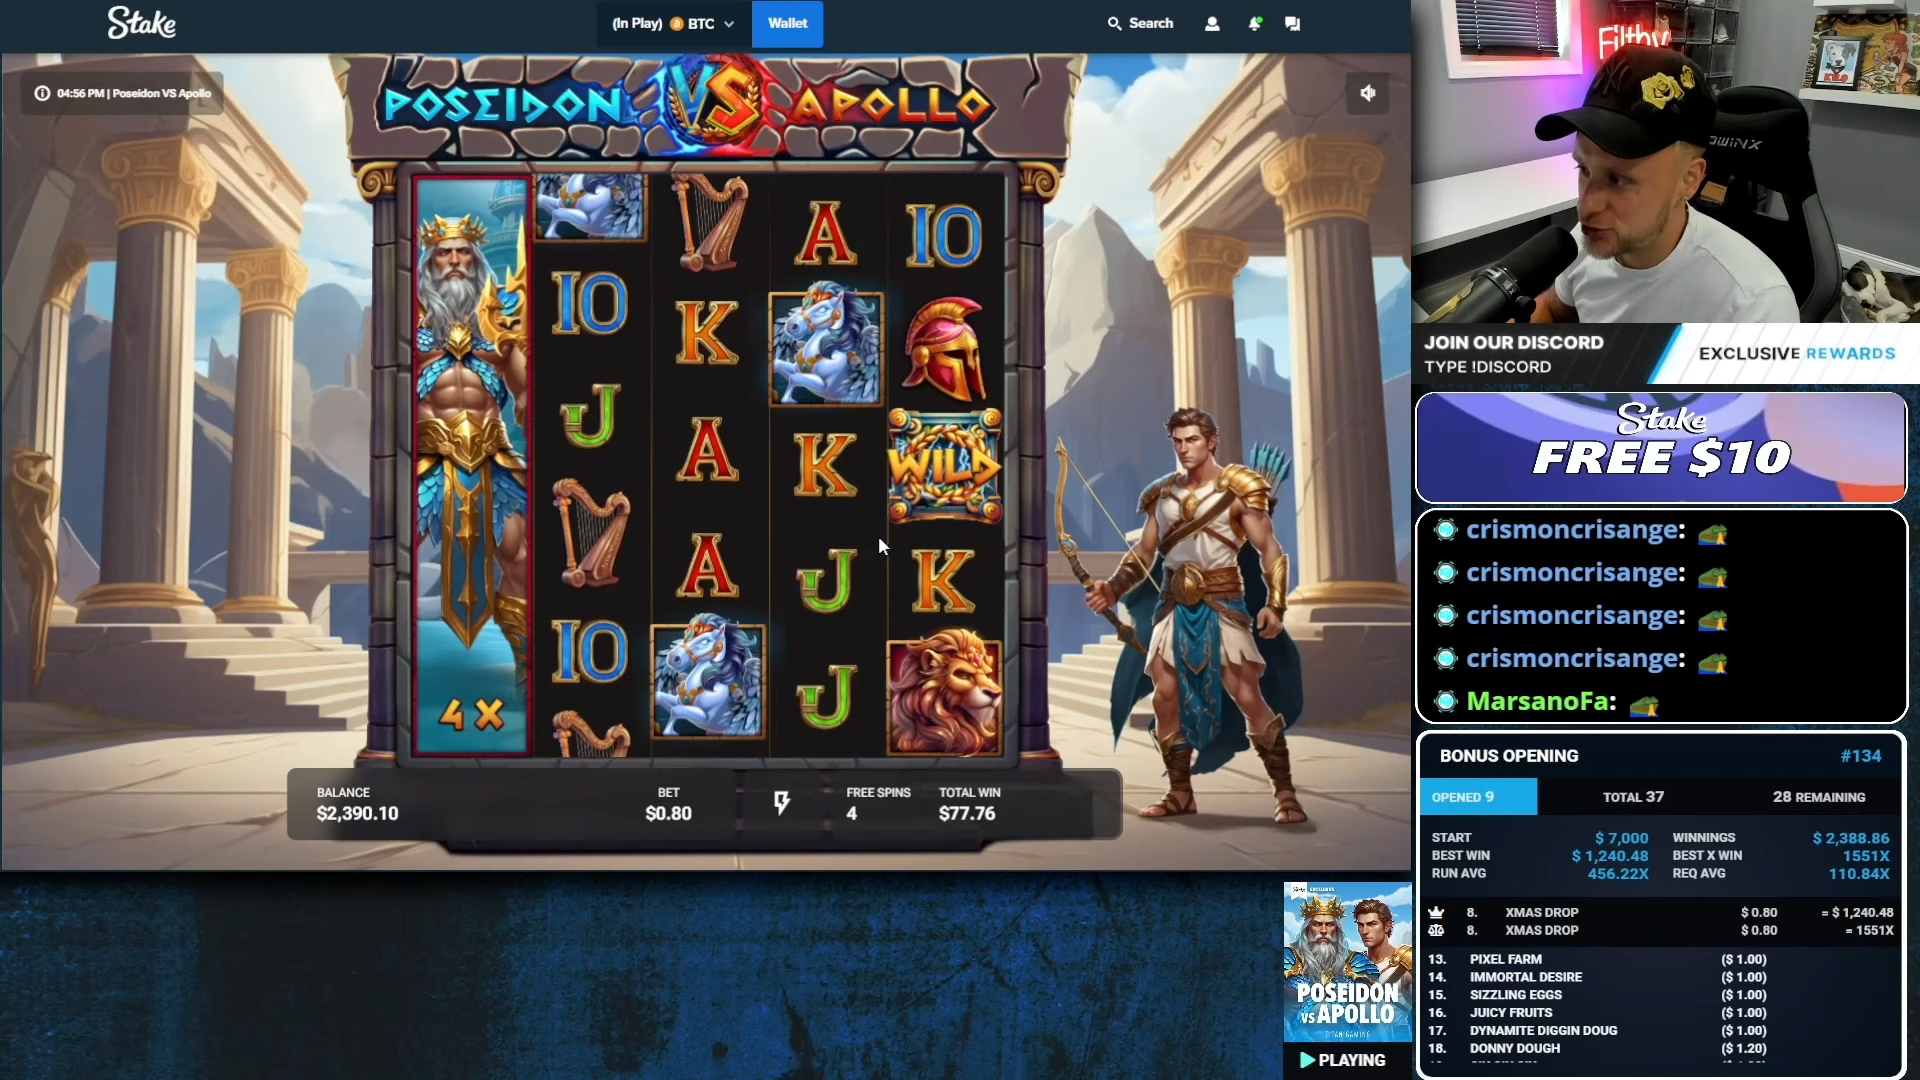 Stake
(In Play) BTC
Wallet
Search
04:56 PM | Poseidon VS Apollo
POSEIDON VS APOLLO
A
IO
IO
K
J
A
K
WILD
A
J
K
IO
J
4X
BALANCE
$2,390.10
BET
$0.80
FREE SPINS
4
TOTAL WIN
$77.76
Filthy
JOIN OUR DISCORD
TYPE !DISCORD
EXCLUSIVE REWARDS
Stake
FREE $10
crismoncrisange:
crismoncrisange:
crismoncrisange:
crismoncrisange:
MarsanoFa:
BONUS OPENING #134
OPENED 9 TOTAL 37 28 REMAINING
START $ 7,000 WINNINGS $ 2,388.86
BEST WIN $ 1,240.48 BEST X WIN 1551X
RUN AVG 456.22X REQ AVG 110.84X
8. XMAS DROP $ 0.80 = $ 1,240.48
8. XMAS DROP $ 0.80 = 1551X
13. PIXEL FARM ($ 1.00)
14. IMMORTAL DESIRE ($ 1.00)
15. SIZZLING EGGS ($ 1.00)
16. JUICY FRUITS ($ 1.00)
17. DYNAMITE DIGGIN DOUG ($ 1.00)
18. DONNY DOUGH ($ 1.20)
POSEIDON
VS APOLLO
TITAN GAMING
PLAYING